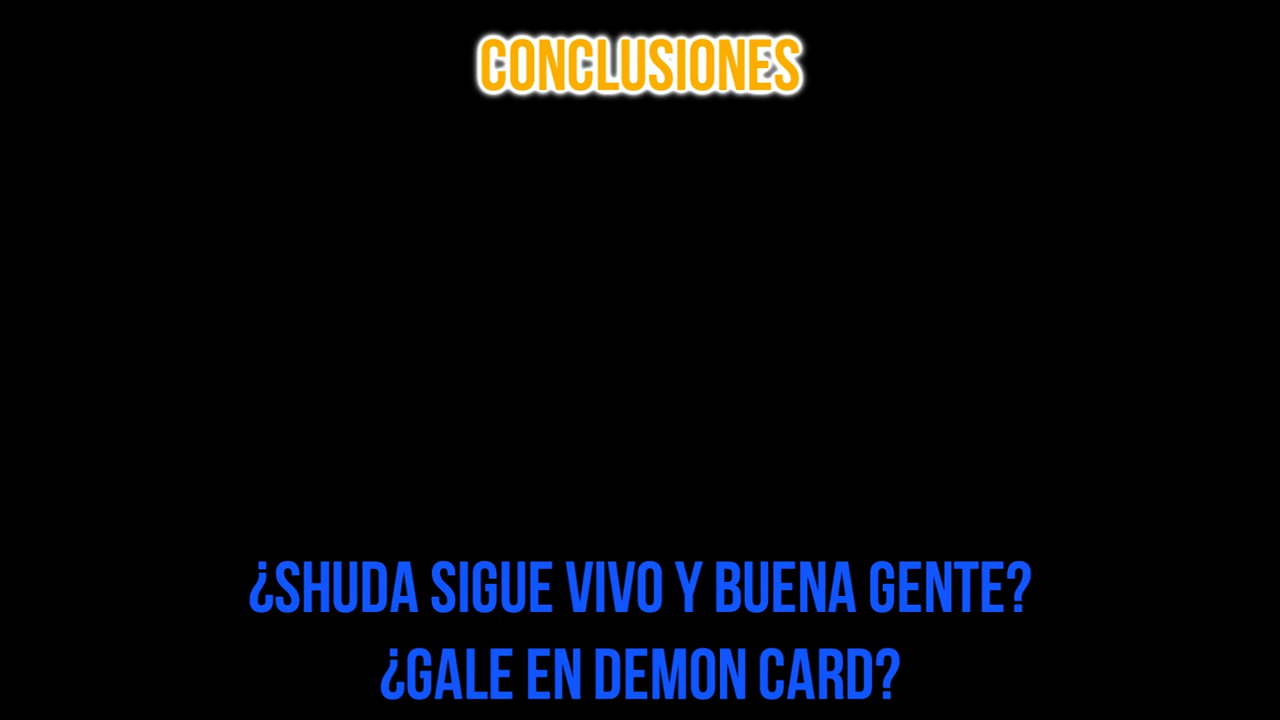 CONCLUSIONES
¿SHUDA SIGUE VIVO Y BUENA GENTE?
¿GALE EN DEMON CARD?